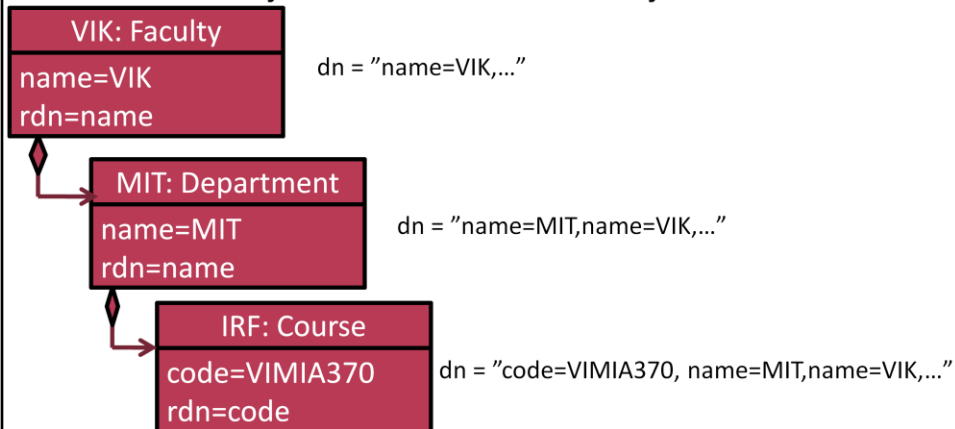 VIK: Faculty
name=VIK
rdn=name
dn = ”name=VIK,...”
MIT: Department
name=MIT
rdn=name
dn = ”name=MIT,name=VIK,...”
IRF: Course
code=VIMIA370
rdn=code
dn = ”code=VIMIA370, name=MIT,name=VIK,...”